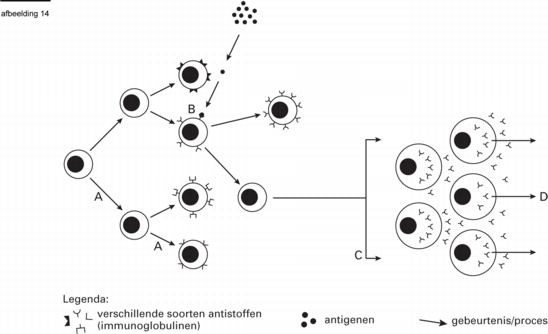 afbeelding 14
B
A
A
C
D
Legenda:
verschillende soorten antistoffen
(immunoglobulinen)
antigenen
gebeurtenis/proces